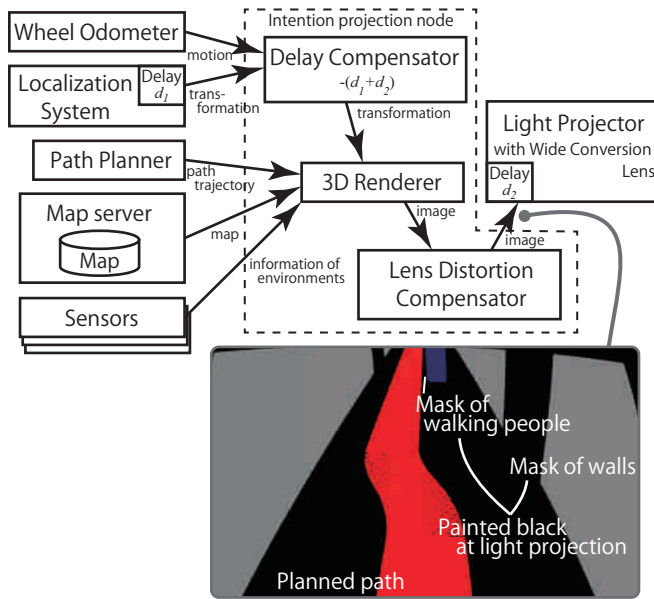 Intention projection node
Wheel Odometer
motion
Localization
System
Delay
d1
trans-
formation
Delay Compensator
-(d1+d2)
transformation
Light Projector
with Wide Conversion
Lens
Delay
d2
Path Planner
path
trajectory
3D Renderer
image
image
Map server
Map
map
Lens Distortion
Compensator
information of
environments
Sensors
Mask of
walking people
Mask of walls
Painted black
at light projection
Planned path